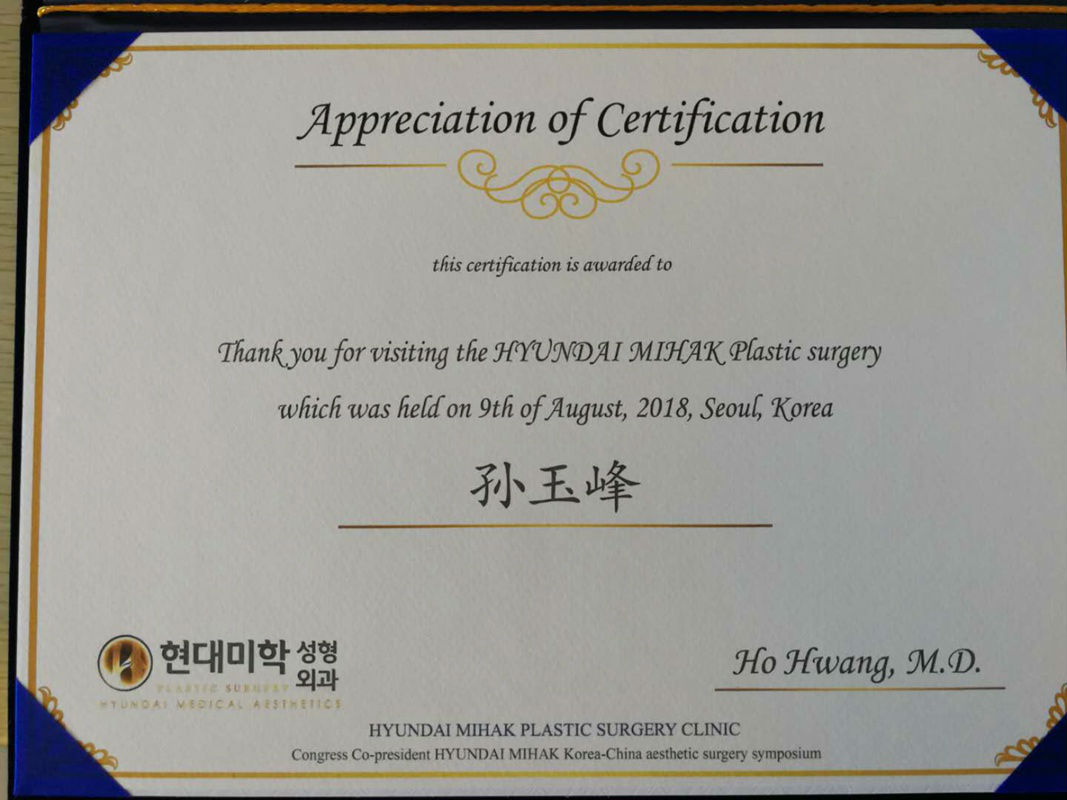 Appreciation of Certification
this certification is awarded to
Thank you for visiting the HYUNDAI MIHAK Plastic surgery
which was held on 9th of August, 2018, Seoul, Korea
孙玉峰
현대미학 성형
외과
PLASTIC SURGERY
HYUNDAI MEDICAL AESTHETICS
Ho Hwang, M.D.
HYUNDAI MIHAK PLASTIC SURGERY CLINIC
Congress Co-president HYUNDAI MIHAK Korea-China aesthetic surgery symposium